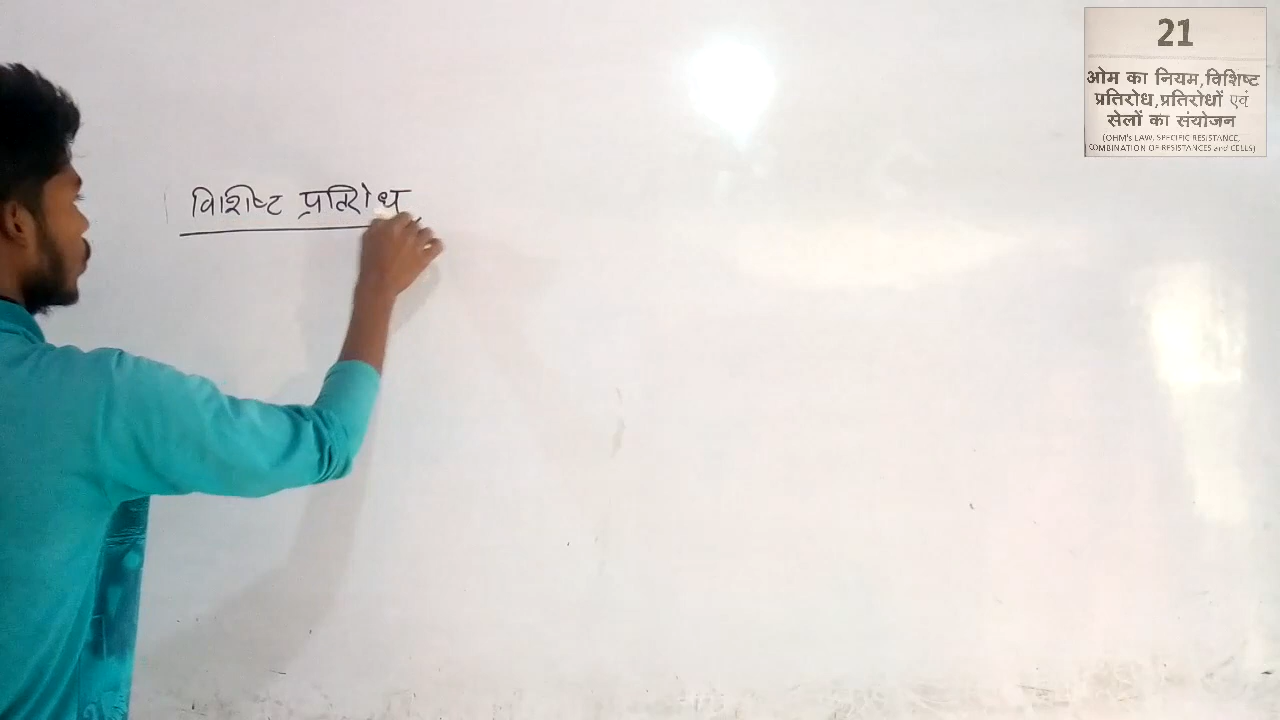 विशिष्ट प्रतिरोध
21
ओम का नियम,विशिष्ट
प्रतिरोध,प्रतिरोधों एवं
सेलों का संयोजन
(OHM's LAW, SPECIFIC RESISTANCE,
COMBINATION OF RESISTANCES and CELLS)